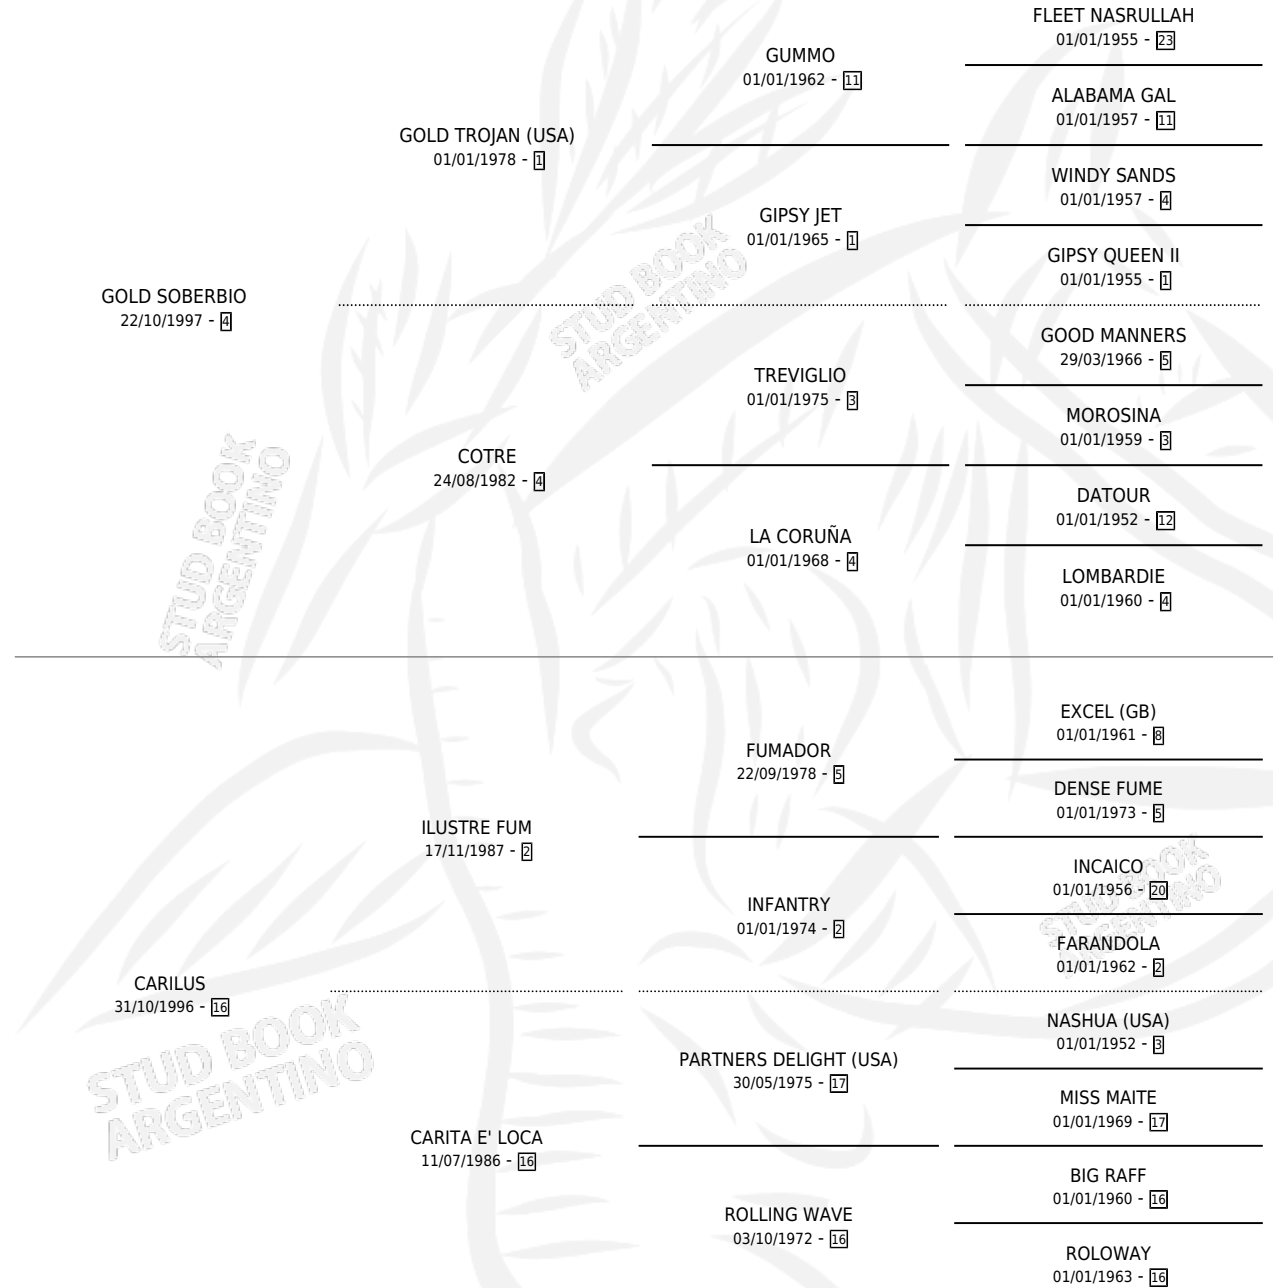 FLEET NASRULLAH
01/01/1955 - 23
GUMMO
01/01/1962 - 11
ALABAMA GAL
01/01/1957 - 11
GOLD TROJAN (USA)
01/01/1978 - 1
WINDY SANDS
01/01/1957 - 4
GIPSY JET
01/01/1965 - 1
GIPSY QUEEN II
01/01/1955 - 1
GOLD SOBERBIO
22/10/1997 - 4
GOOD MANNERS
29/03/1966 - 5
TREVIGLIO
01/01/1975 - 3
MOROSINA
01/01/1959 - 3
COTRE
24/08/1982 - 4
DATOUR
01/01/1952 - 12
LA CORUÑA
01/01/1968 - 4
LOMBARDIE
01/01/1960 - 4
EXCEL (GB)
01/01/1961 - 8
FUMADOR
22/09/1978 - 5
DENSE FUME
01/01/1973 - 5
ILUSTRE FUM
17/11/1987 - 2
INCAICO
01/01/1956 - 20
INFANTRY
01/01/1974 - 2
FARANDOLA
01/01/1962 - 2
CARILUS
31/10/1996 - 16
NASHUA (USA)
01/01/1952 - 3
PARTNERS DELIGHT (USA)
30/05/1975 - 17
MISS MAITE
01/01/1969 - 17
CARITA E' LOCA
11/07/1986 - 16
BIG RAFF
01/01/1960 - 16
ROLLING WAVE
03/10/1972 - 16
ROLOWAY
01/01/1963 - 16
STUD BOOK
ARGENTINO
STUD BOOK
ARGENTINO
STUD BOOK
ARGENTINO
STUD BOOK
ARGENTINO